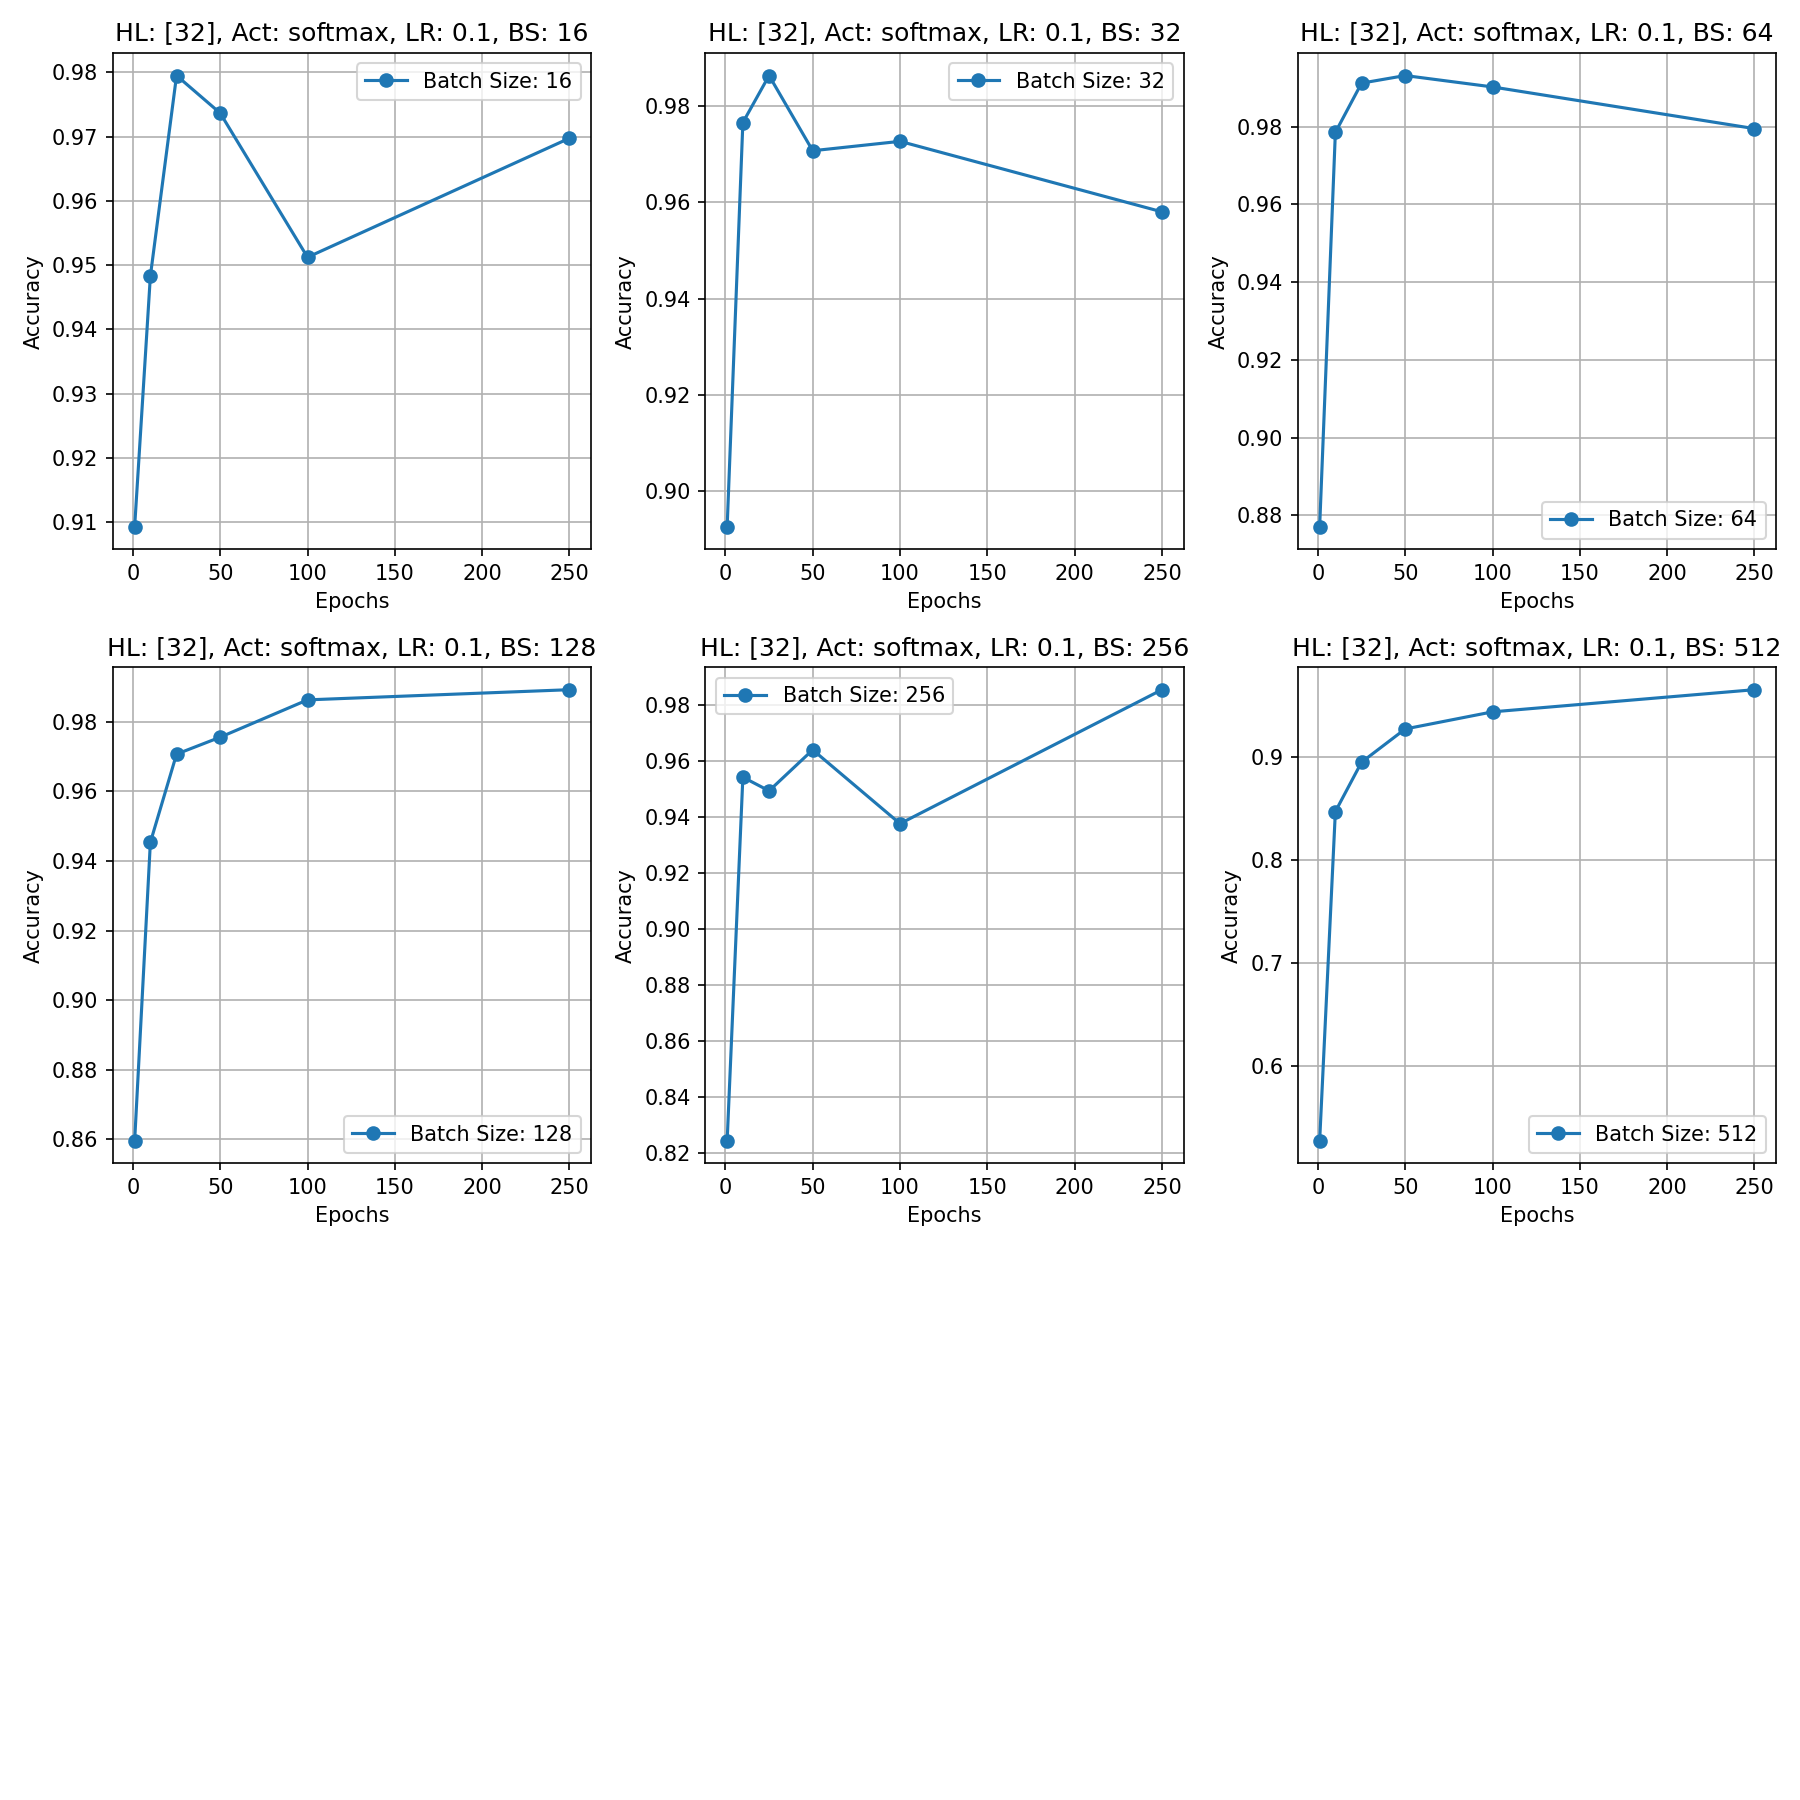 HL: [32], Act: softmax, LR: 0.1, BS: 16
Batch Size: 16
Accuracy
0.98
0.97
0.96
0.95
0.94
0.93
0.92
0.91
0 50 100 150 200 250
Epochs
HL: [32], Act: softmax, LR: 0.1, BS: 32
Batch Size: 32
Accuracy
0.98
0.96
0.94
0.92
0.90
0 50 100 150 200 250
Epochs
HL: [32], Act: softmax, LR: 0.1, BS: 64
Batch Size: 64
Accuracy
0.98
0.96
0.94
0.92
0.90
0.88
0 50 100 150 200 250
Epochs
HL: [32], Act: softmax, LR: 0.1, BS: 128
Batch Size: 128
Accuracy
0.98
0.96
0.94
0.92
0.90
0.88
0.86
0 50 100 150 200 250
Epochs
HL: [32], Act: softmax, LR: 0.1, BS: 256
Batch Size: 256
Accuracy
0.98
0.96
0.94
0.92
0.90
0.88
0.86
0.84
0.82
0 50 100 150 200 250
Epochs
HL: [32], Act: softmax, LR: 0.1, BS: 512
Batch Size: 512
Accuracy
0.9
0.8
0.7
0.6
0 50 100 150 200 250
Epochs